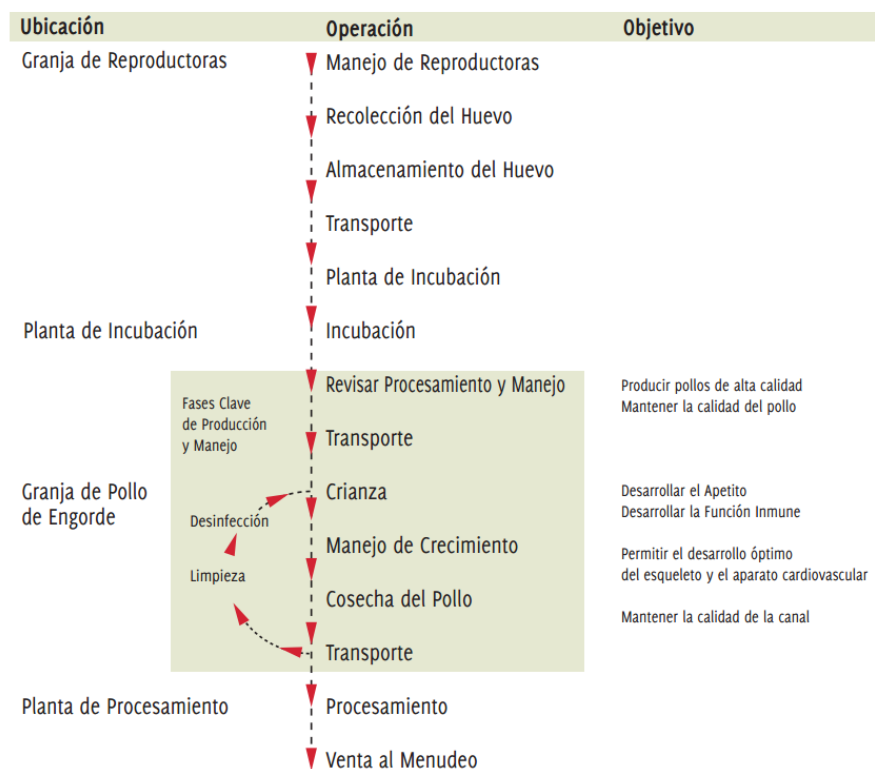 Ubicación Operación Objetivo
Granja de Reproductoras Manejo de Reproductoras
Recolección del Huevo
Almacenamiento del Huevo
Transporte
Planta de Incubación
Planta de Incubación Incubación
Revisar Procesamiento y Manejo Producir pollos de alta calidad
Mantener la calidad del pollo
Fases Clave
de Producción
y Manejo
Transporte
Granja de Pollo
de Engorde
Crianza Desarrollar el Apetito
Desarrollar la Función Inmune
Desinfección
Manejo de Crecimiento Permitir el desarrollo óptimo
del esqueleto y el aparato cardiovascular
Limpieza
Cosecha del Pollo Mantener la calidad de la canal
Transporte
Planta de Procesamiento Procesamiento
Venta al Menudeo